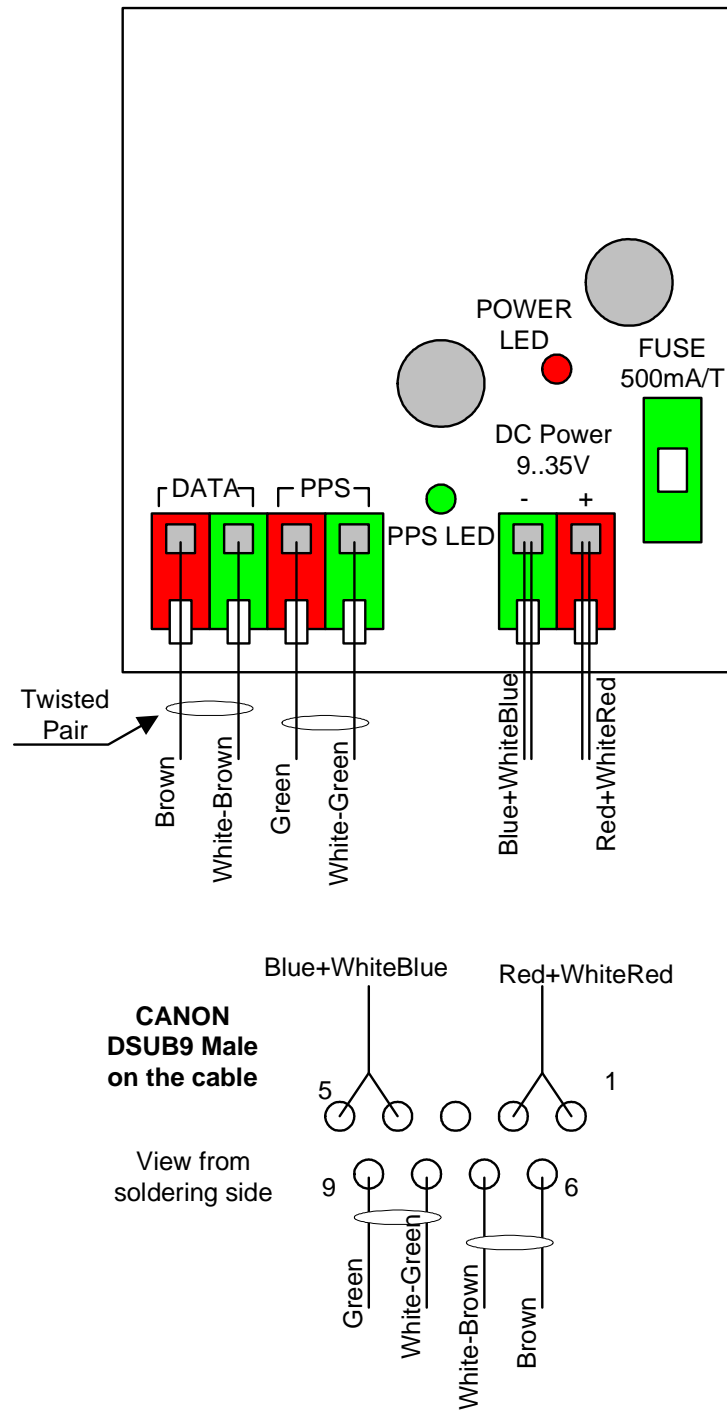 POWER
LED
FUSE
500mA/T
DC Power
9..35V
DATA
PPS
-
+
PPS LED
Twisted
Pair
Brown
White-Brown
Green
White-Green
Blue+WhiteBlue
Red+WhiteRed
Blue+WhiteBlue
Red+WhiteRed
CANON
DSUB9 Male
on the cable
5
1
View from
soldering side
9
6
Green
White-Green
White-Brown
Brown